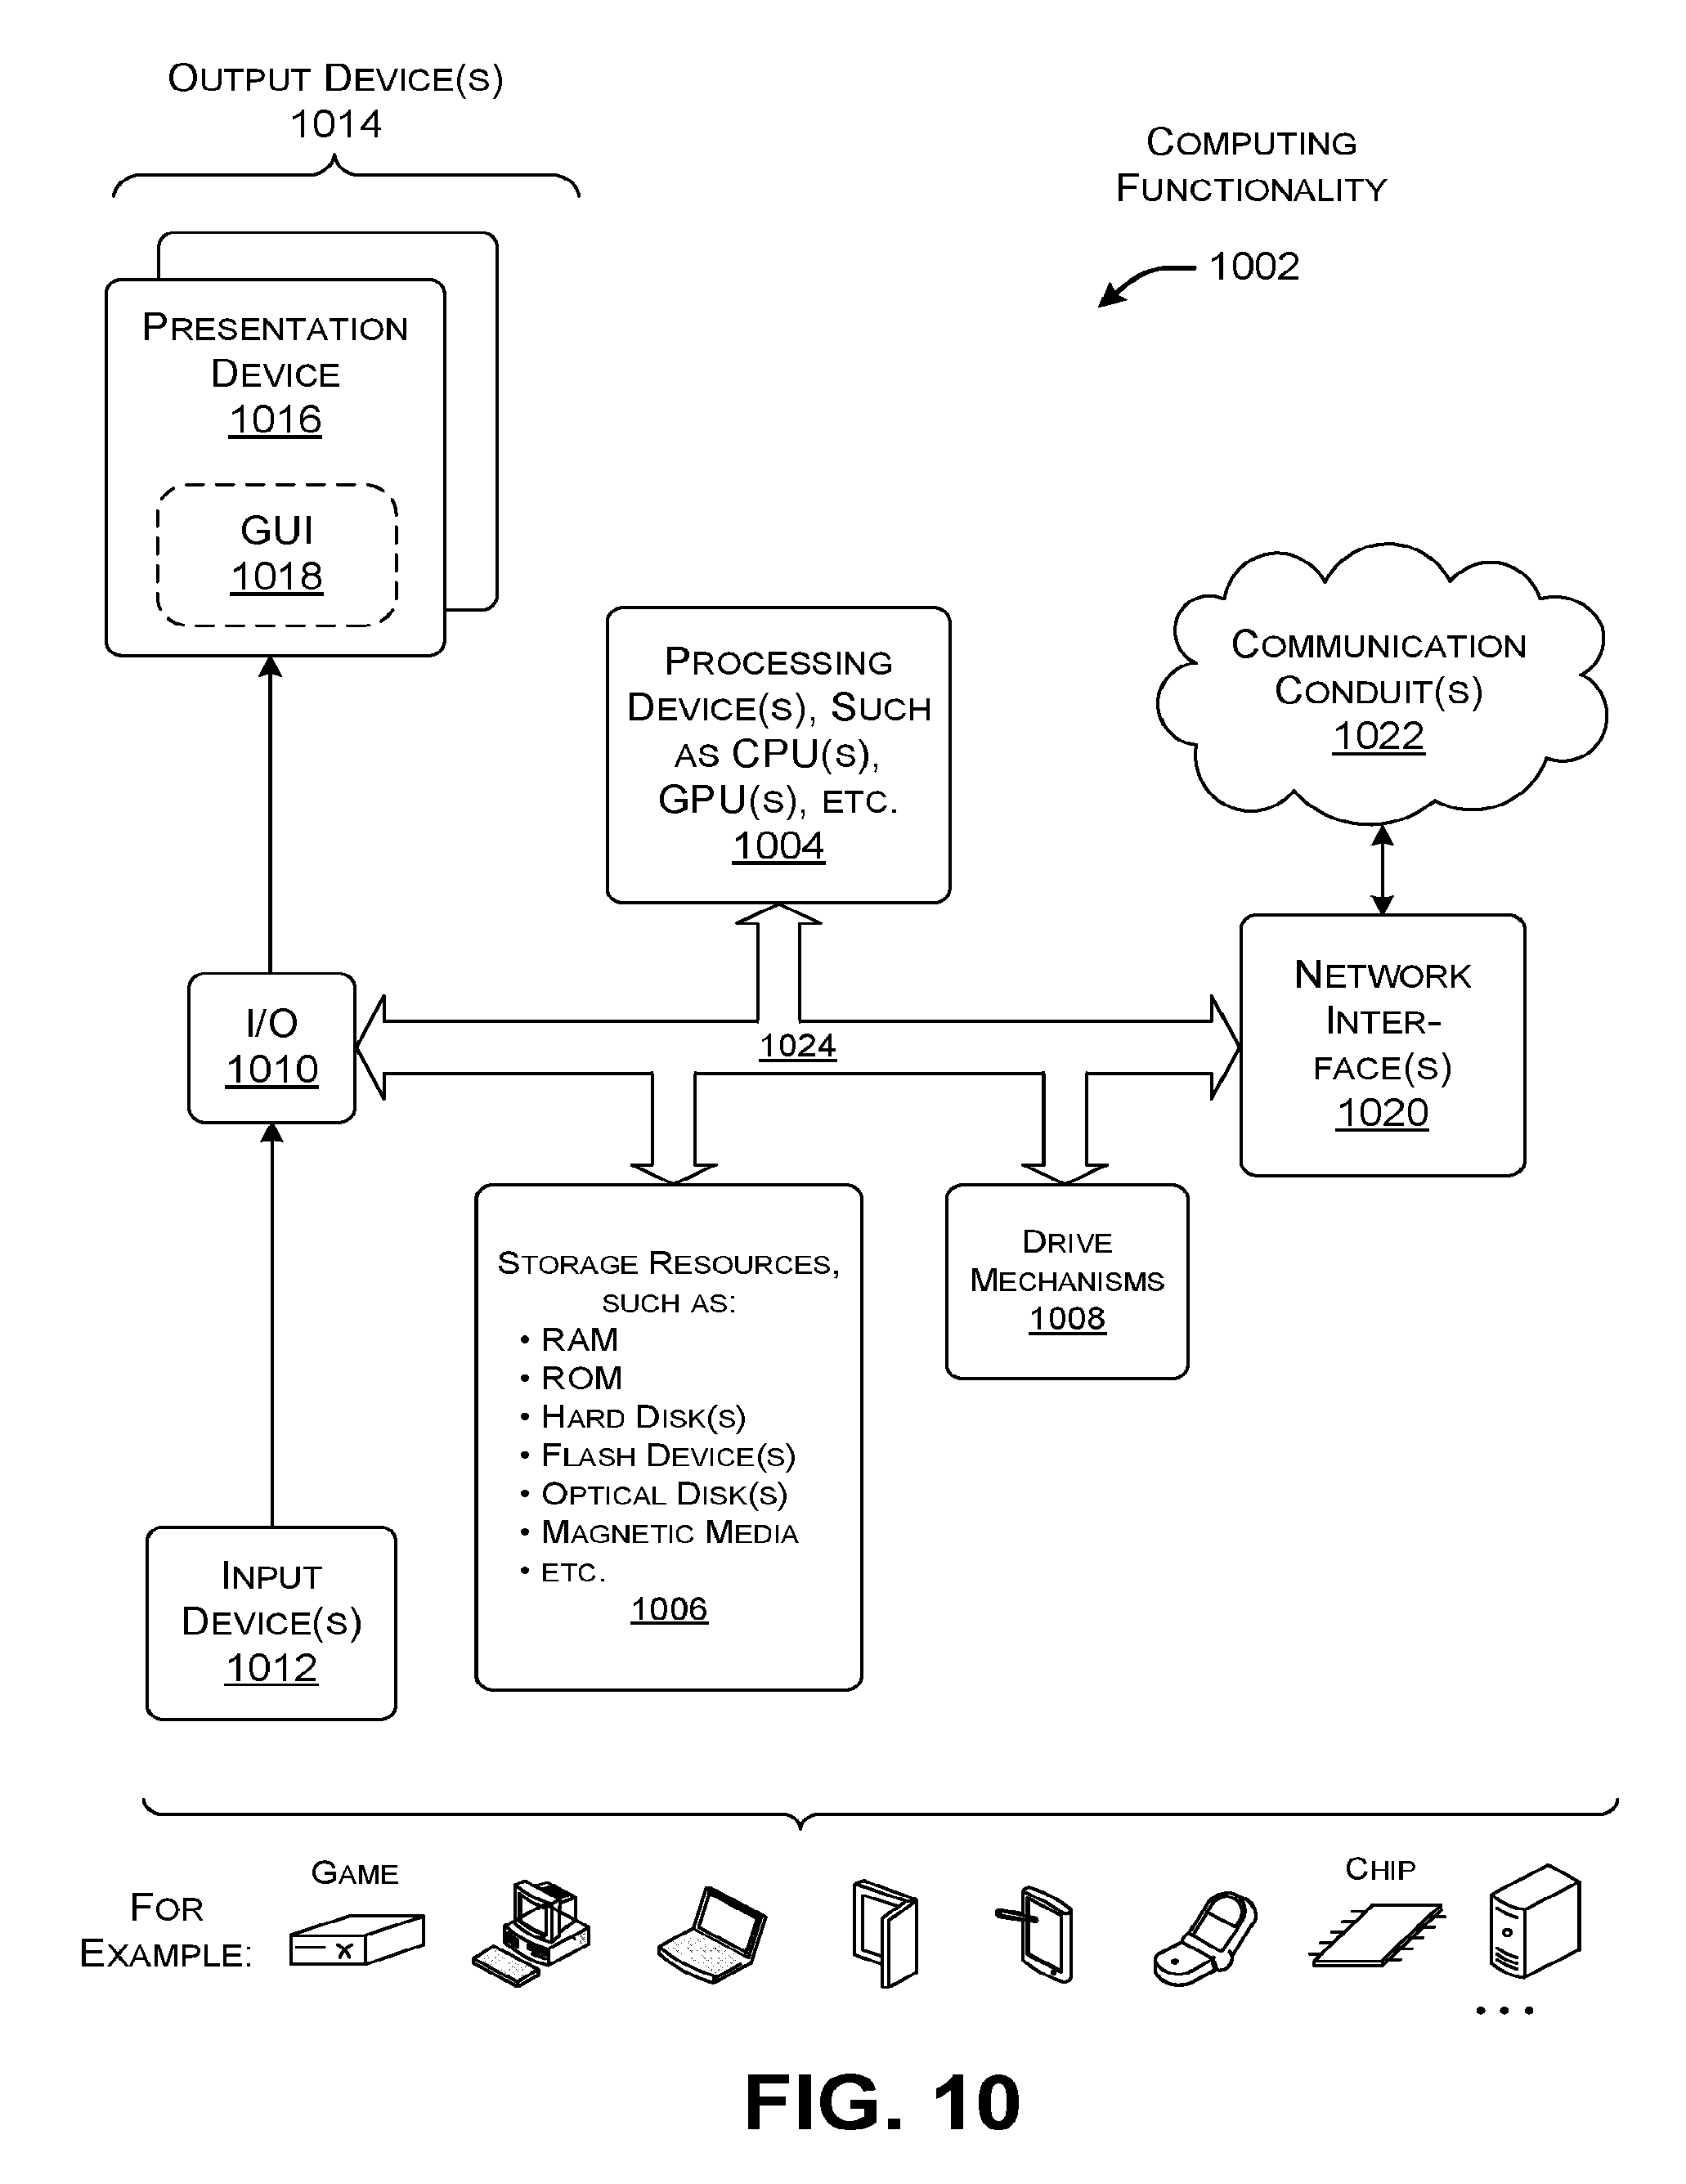 OUTPUT DEVICE(S)
1014
COMPUTING
FUNCTIONALITY
1002
PRESENTATION
DEVICE
1016
GUI
1018
PROCESSING
DEVICE(S), SUCH
AS CPU(S),
GPU(S), ETC.
1004
COMMUNICATION
CONDUIT(S)
1022
I/O
1010
1024
NETWORK
INTER-
FACE(S)
1020
STORAGE RESOURCES,
SUCH AS:
• RAM
• ROM
• HARD DISK(S)
• FLASH DEVICE(S)
• OPTICAL DISK(S)
• MAGNETIC MEDIA
• ETC.
1006
DRIVE
MECHANISMS
1008
INPUT
DEVICE(S)
1012
FOR
EXAMPLE:
GAME
CHIP
. . .
FIG. 10